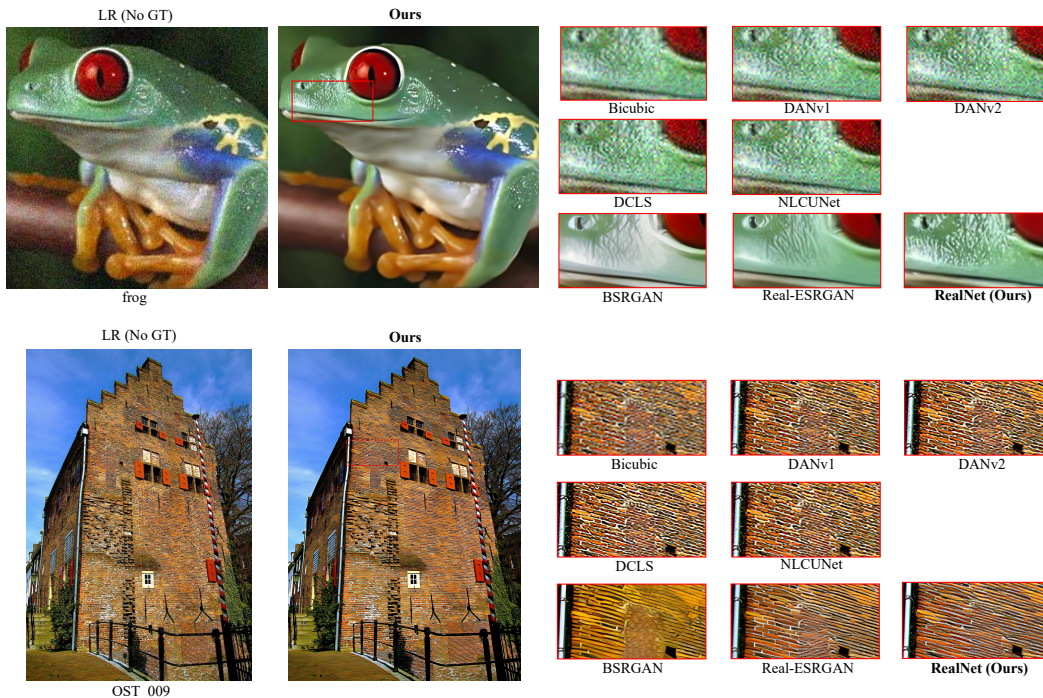 LR (No GT)
Ours
Bicubic
DANv1
DANv2
DCLS
NLCUNet
frog
BSRGAN
Real-ESRGAN
RealNet (Ours)
LR (No GT)
Ours
Bicubic
DANv1
DANv2
DCLS
NLCUNet
BSRGAN
Real-ESRGAN
RealNet (Ours)
OST_009